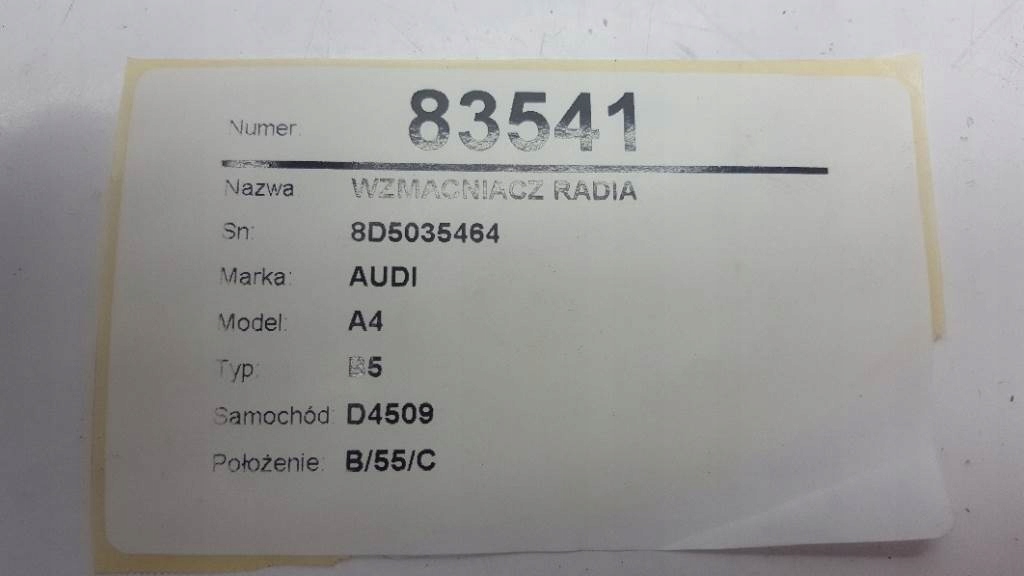 Numer: 83541
Nazwa WZMACNIACZ RADIA
Sn: 8D5035464
Marka: AUDI
Model: A4
Typ: B5
Samochód: D4509
Położenie: B/55/C